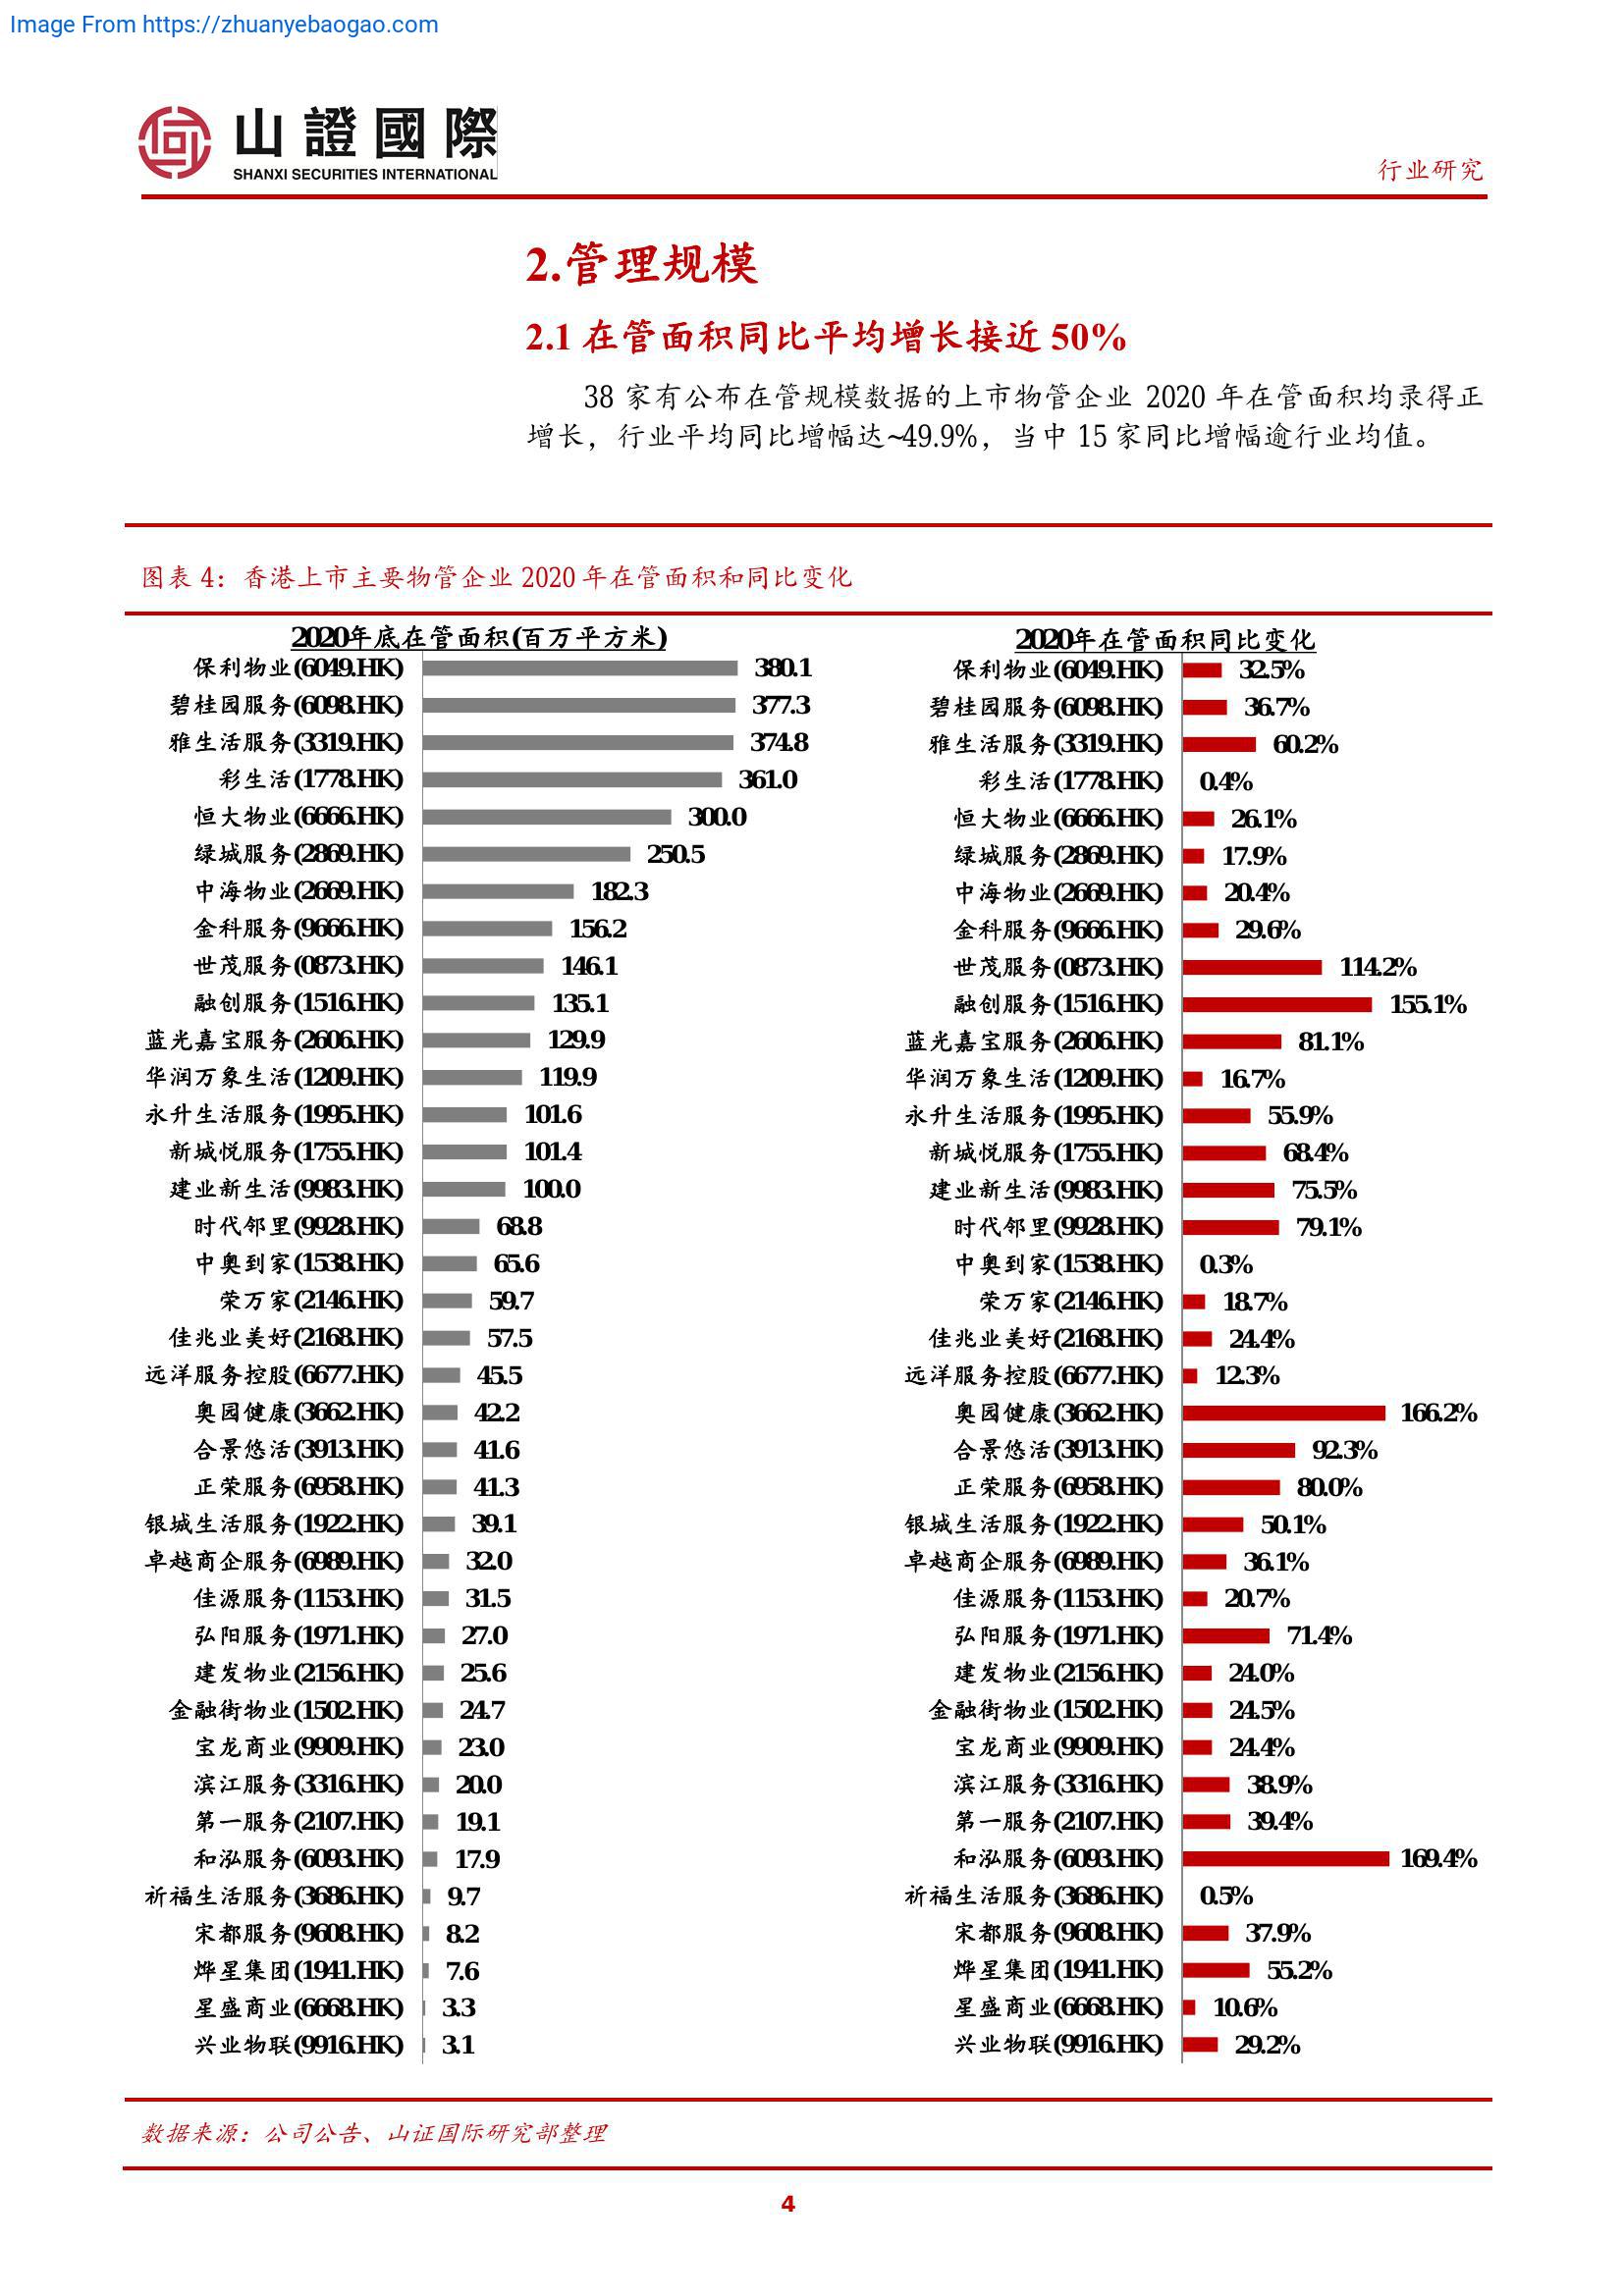 Image From https://zhuanyebaogao.com
山證國際
SHANXI SECURITIES INTERNATIONAL
行业研究
2.管理规模
2.1 在管面积同比平均增长接近 50%
38 家有公布在管规模数据的上市物管企业 2020 年在管面积均录得正
增长，行业平均同比增幅达~49.9%，当中 15 家同比增幅逾行业均值。
图表 4：香港上市主要物管企业 2020 年在管面积和同比变化
2020年底在管面积(百万平方米)
保利物业(6049.HK) 380.1
碧桂园服务(6098.HK) 377.3
雅生活服务(3319.HK) 374.8
彩生活(1778.HK) 361.0
恒大物业(6666.HK) 300.0
绿城服务(2869.HK) 250.5
中海物业(2669.HK) 182.3
金科服务(9666.HK) 156.2
世茂服务(0873.HK) 146.1
融创服务(1516.HK) 135.1
蓝光嘉宝服务(2606.HK) 129.9
华润万象生活(1209.HK) 119.9
永升生活服务(1995.HK) 101.6
新城悦服务(1755.HK) 101.4
建业新生活(9983.HK) 100.0
时代邻里(9928.HK) 68.8
中奥到家(1538.HK) 65.6
荣万家(2146.HK) 59.7
佳兆业美好(2168.HK) 57.5
远洋服务控股(6677.HK) 45.5
奥园健康(3662.HK) 42.2
合景悠活(3913.HK) 41.6
正荣服务(6958.HK) 41.3
银城生活服务(1922.HK) 39.1
卓越商企服务(6989.HK) 32.0
佳源服务(1153.HK) 31.5
弘阳服务(1971.HK) 27.0
建发物业(2156.HK) 25.6
金融街物业(1502.HK) 24.7
宝龙商业(9909.HK) 23.0
滨江服务(3316.HK) 20.0
第一服务(2107.HK) 19.1
和泓服务(6093.HK) 17.9
祈福生活服务(3686.HK) 9.7
宋都服务(9608.HK) 8.2
烨星集团(1941.HK) 7.6
星盛商业(6668.HK) 3.3
兴业物联(9916.HK) 3.1
2020年在管面积同比变化
保利物业(6049.HK) 32.5%
碧桂园服务(6098.HK) 36.7%
雅生活服务(3319.HK) 60.2%
彩生活(1778.HK) 0.4%
恒大物业(6666.HK) 26.1%
绿城服务(2869.HK) 17.9%
中海物业(2669.HK) 20.4%
金科服务(9666.HK) 29.6%
世茂服务(0873.HK) 114.2%
融创服务(1516.HK) 155.1%
蓝光嘉宝服务(2606.HK) 81.1%
华润万象生活(1209.HK) 16.7%
永升生活服务(1995.HK) 55.9%
新城悦服务(1755.HK) 68.4%
建业新生活(9983.HK) 75.5%
时代邻里(9928.HK) 79.1%
中奥到家(1538.HK) 0.3%
荣万家(2146.HK) 18.7%
佳兆业美好(2168.HK) 24.4%
远洋服务控股(6677.HK) 12.3%
奥园健康(3662.HK) 166.2%
合景悠活(3913.HK) 92.3%
正荣服务(6958.HK) 80.0%
银城生活服务(1922.HK) 50.1%
卓越商企服务(6989.HK) 36.1%
佳源服务(1153.HK) 20.7%
弘阳服务(1971.HK) 71.4%
建发物业(2156.HK) 24.0%
金融街物业(1502.HK) 24.5%
宝龙商业(9909.HK) 24.4%
滨江服务(3316.HK) 38.9%
第一服务(2107.HK) 39.4%
和泓服务(6093.HK) 169.4%
祈福生活服务(3686.HK) 0.5%
宋都服务(9608.HK) 37.9%
烨星集团(1941.HK) 55.2%
星盛商业(6668.HK) 10.6%
兴业物联(9916.HK) 29.2%
数据来源：公司公告、山证国际研究部整理
4